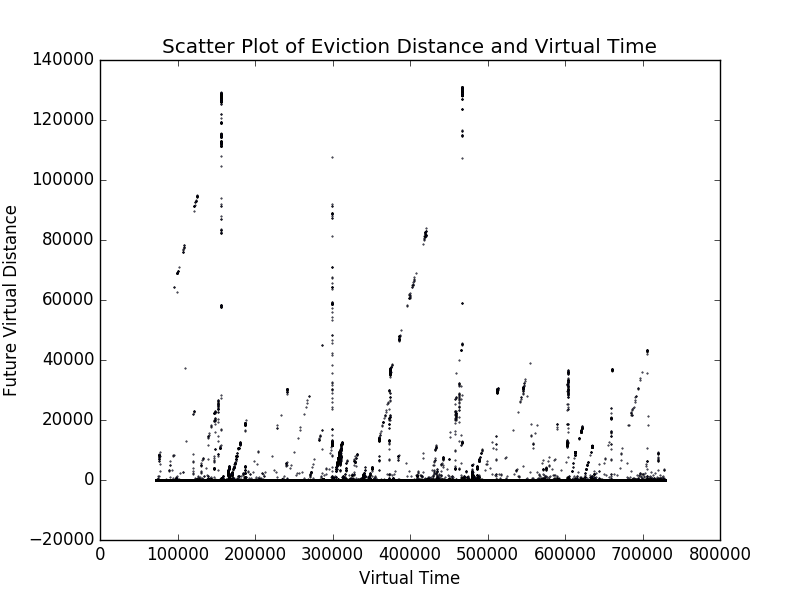 Scatter Plot of Eviction Distance and Virtual Time
140000
120000
100000
80000
60000
40000
20000
0
−20000
Future Virtual Distance
0 100000 200000 300000 400000 500000 600000 700000 800000
Virtual Time